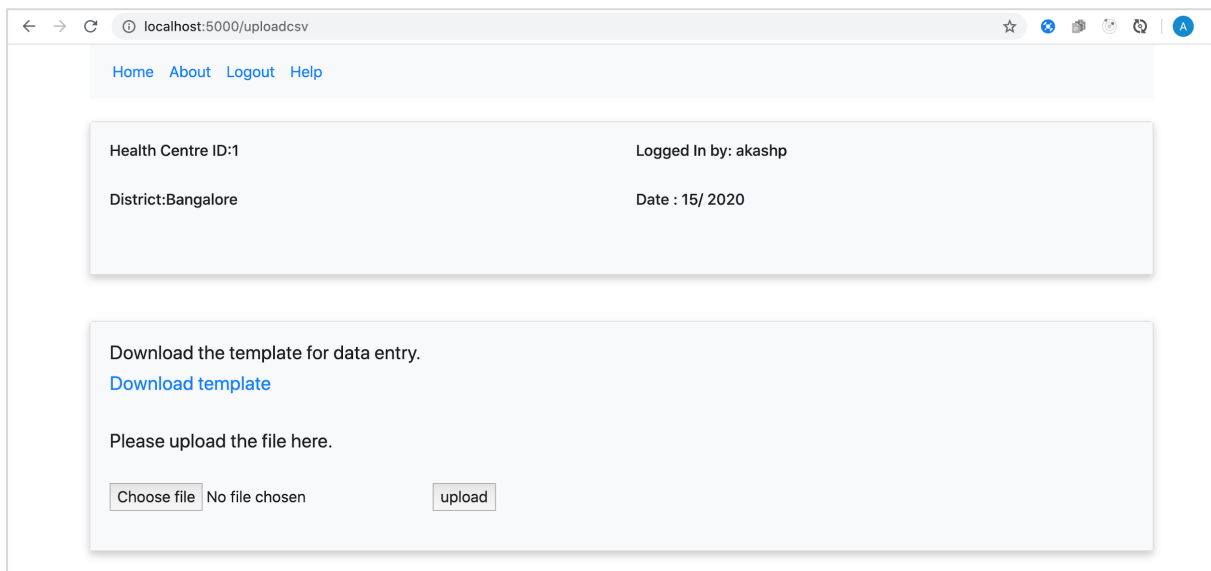 localhost:5000/uploadcsv
A
Home About Logout Help
Health Centre ID:1
Logged In by: akashp
District:Bangalore
Date : 15/ 2020
Download the template for data entry.
Download template
Please upload the file here.
Choose file No file chosen upload